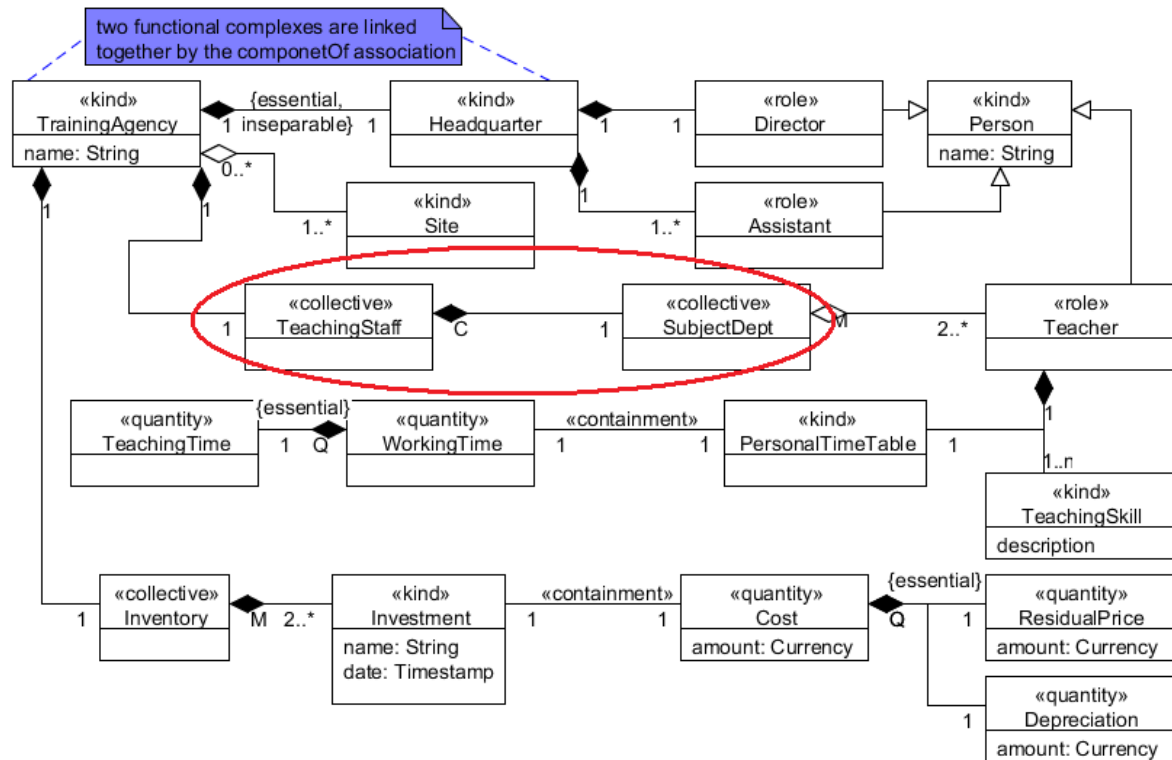 two functional complexes are linked
together by the componetOf association
«kind»
TrainingAgency
name: String
1
{essential,
inseparable}
1
«kind»
Headquarter
1
1
«role»
Director
«kind»
Person
name: String
0..*
1
1
1
1..*
«kind»
Site
1..*
«role»
Assistant
1
«collective»
TeachingStaff
C
1
«collective»
SubjectDept
M
2..*
«role»
Teacher
1
«quantity»
TeachingTime
{essential}
1
Q
«quantity»
WorkingTime
«containment»
1
1
«kind»
PersonalTimeTable
1
1..n
«kind»
TeachingSkill
description
1
«collective»
Inventory
M
2..*
«kind»
Investment
name: String
date: Timestamp
«containment»
1
1
«quantity»
Cost
amount: Currency
{essential}
Q
1
«quantity»
ResidualPrice
amount: Currency
1
«quantity»
Depreciation
amount: Currency